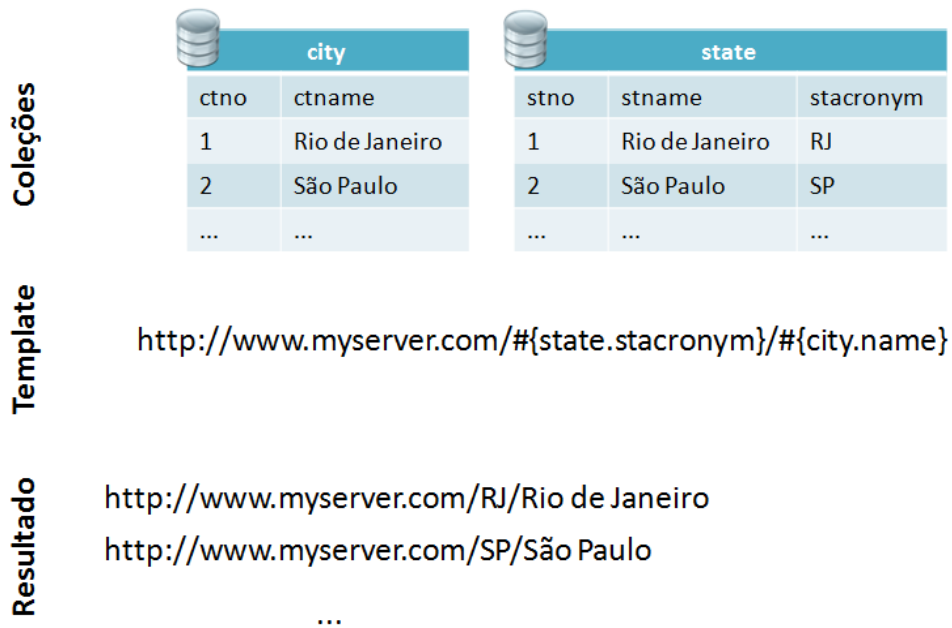 Coleções
city
ctno ctname
1 Rio de Janeiro
2 São Paulo
... ...
state
stno stname stacronym
1 Rio de Janeiro RJ
2 São Paulo SP
... ... ...
Template
http://www.myserver.com/#{state.stacronym}/#{city.name}
Resultado
http://www.myserver.com/RJ/Rio de Janeiro
http://www.myserver.com/SP/São Paulo
...